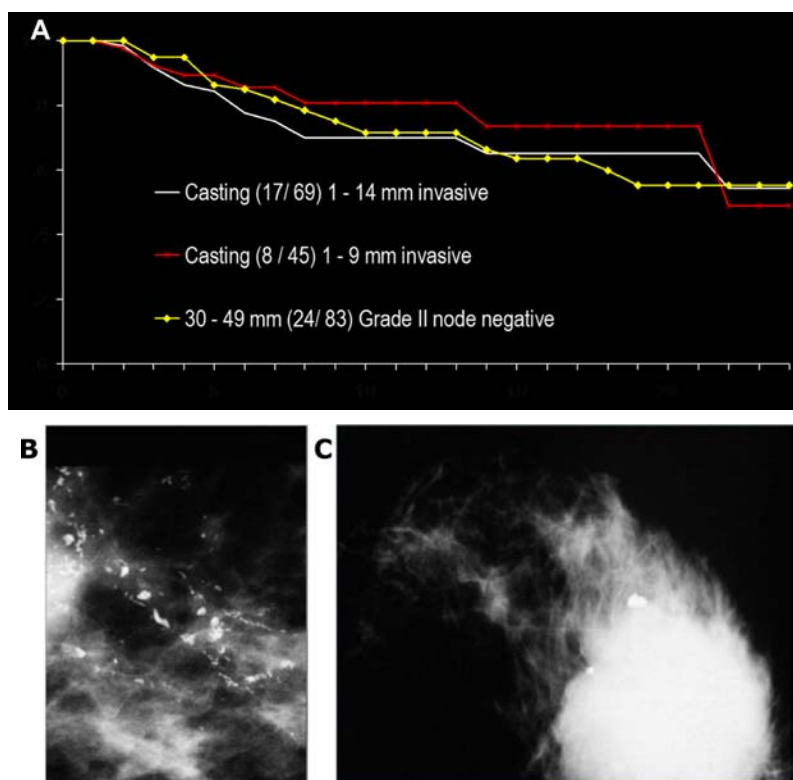 A
Casting (17/ 69) 1 - 14 mm invasive
Casting (8 / 45) 1 - 9 mm invasive
30 - 49 mm (24/ 83) Grade II node negative
B
C